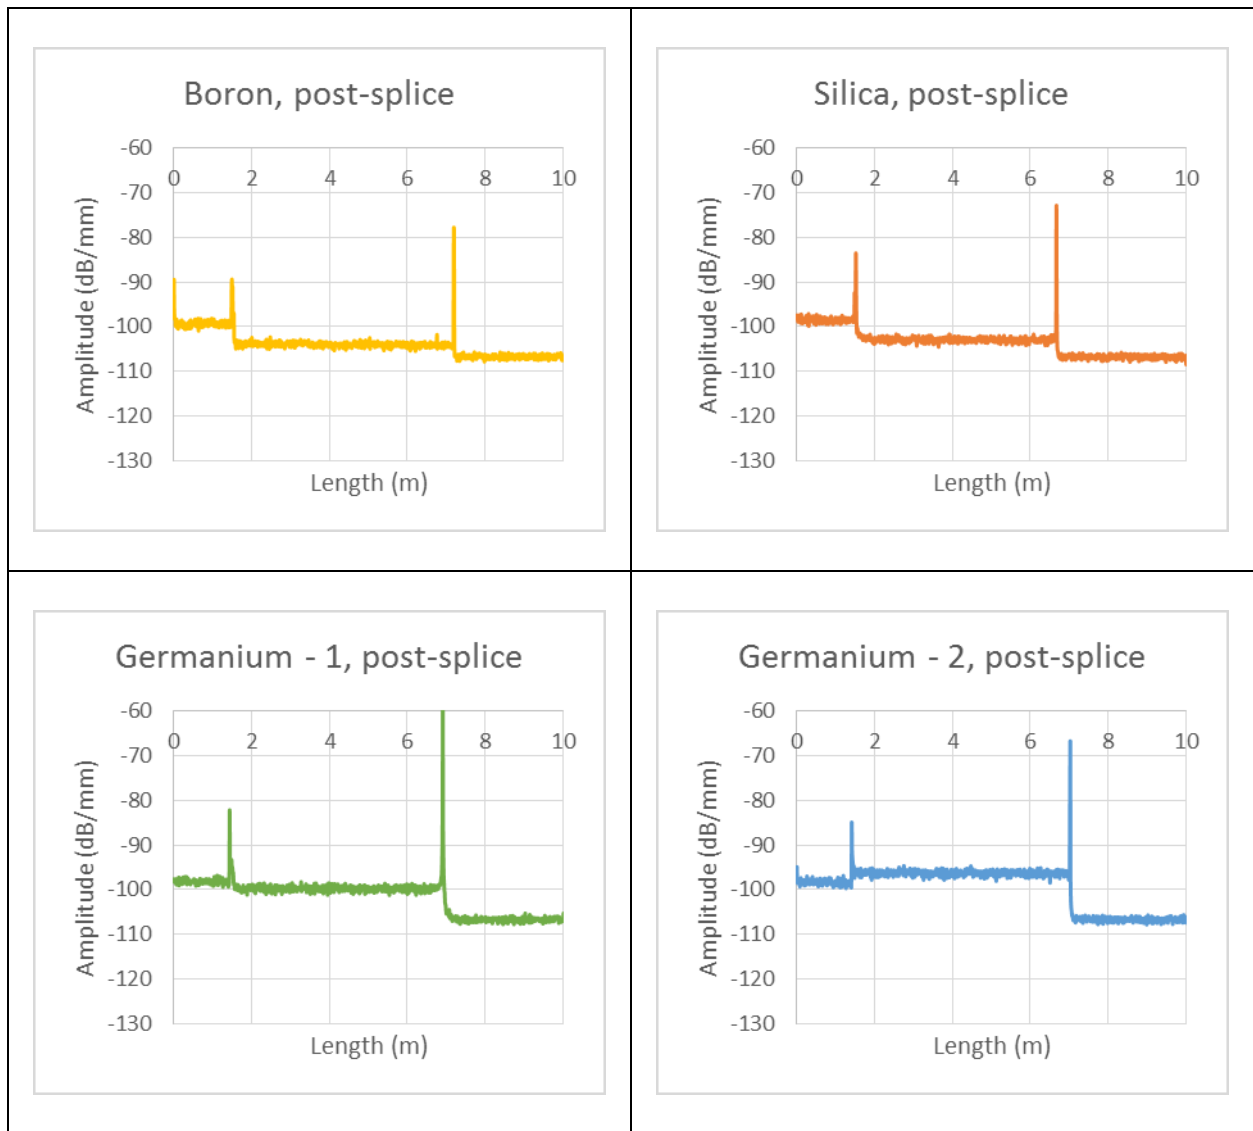 Boron, post-splice
-60
0 2 4 6 8 10
-70
-80
-90
-100
-110
-120
-130
Amplitude (dB/mm)
Length (m)
Silica, post-splice
-60
0 2 4 6 8 10
-70
-80
-90
-100
-110
-120
-130
Amplitude (dB/mm)
Length (m)
Germanium - 1, post-splice
-60
0 2 4 6 8 10
-70
-80
-90
-100
-110
-120
-130
Amplitude (dB/mm)
Length (m)
Germanium - 2, post-splice
-60
0 2 4 6 8 10
-70
-80
-90
-100
-110
-120
-130
Amplitude (dB/mm)
Length (m)